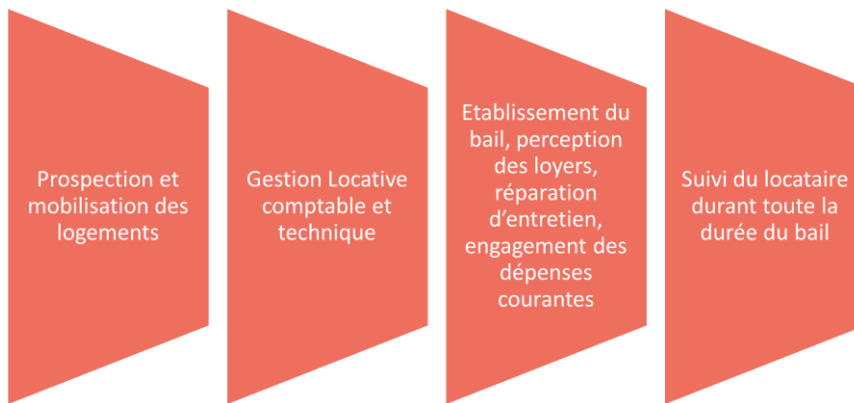 Prospection et
mobilisation des
logements
Gestion Locative
comptable et
technique
Etablissement du
bail, perception
des loyers,
réparation
d’entretien,
engagement des
dépenses
courantes
Suivi du locataire
durant toute la
durée du bail